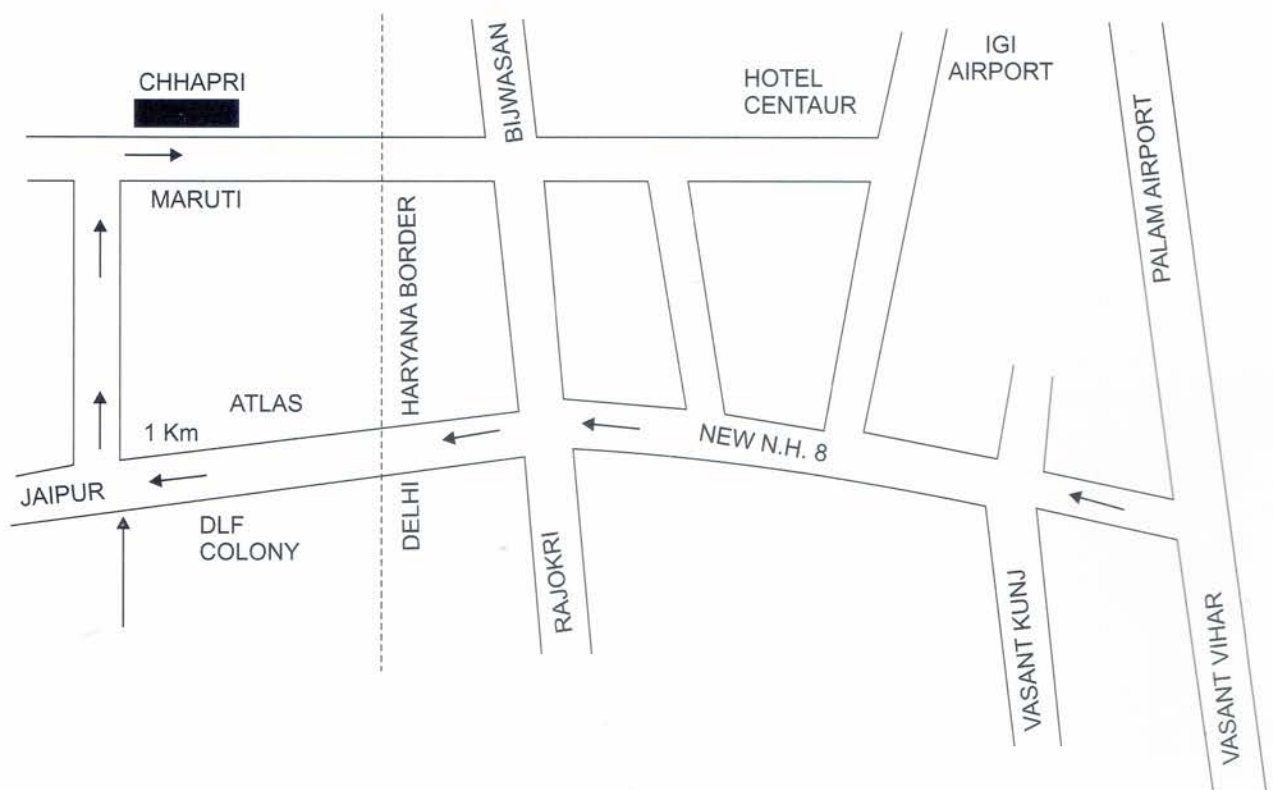 CHHAPRI
BIJWASAN
HOTEL
CENTAUR
IGI
AIRPORT
PALAM AIRPORT
MARUTI
HARYANA BORDER
ATLAS
1 Km
NEW N.H. 8
JAIPUR
DLF
COLONY
DELHI
RAJOKRI
VASANT KUNJ
VASANT VIHAR